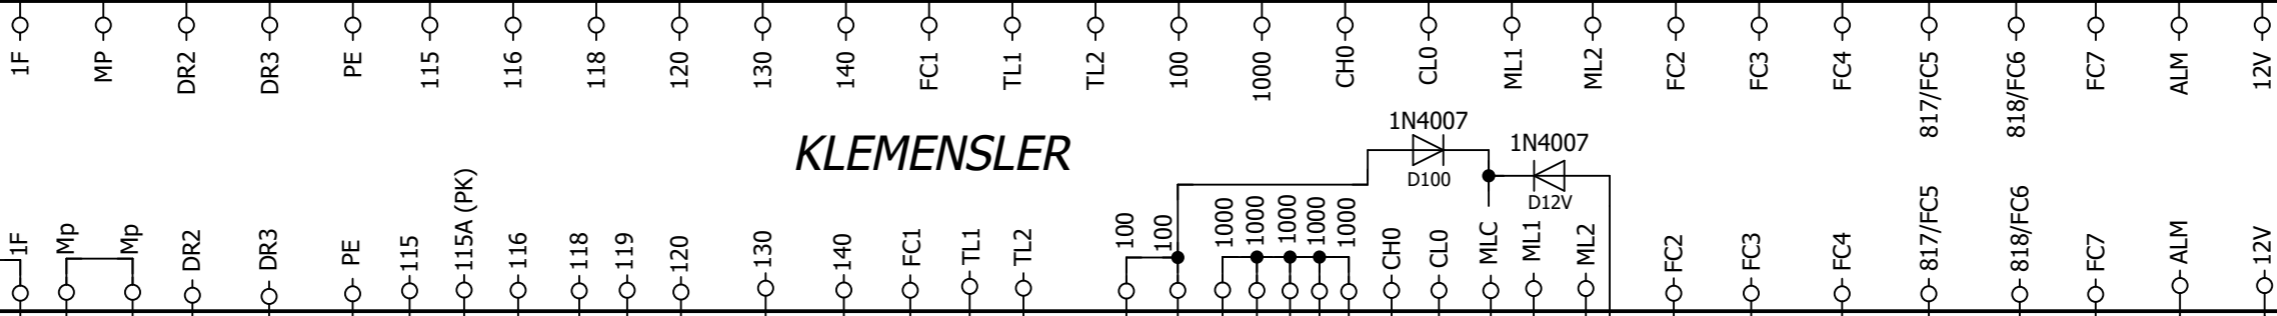 1F MP DR2 DR3 PE 115 116 118 120 130 140 FC1 TL1 TL2 100 1000 CH0 CL0 ML1 ML2 FC2 FC3 FC4 817/FC5 818/FC6 FC7 ALM 12V
KLEMENSLER
1N4007
D100
1N4007
D12V
1F Mp Mp DR2 DR3 PE 115 115A (PK) 116 118 119 120 130 140 FC1 TL1 TL2 100 100 1000 1000 1000 1000 1000 CH0 CL0 MLC ML1 ML2 FC2 FC3 FC4 817/FC5 818/FC6 FC7 ALM 12V